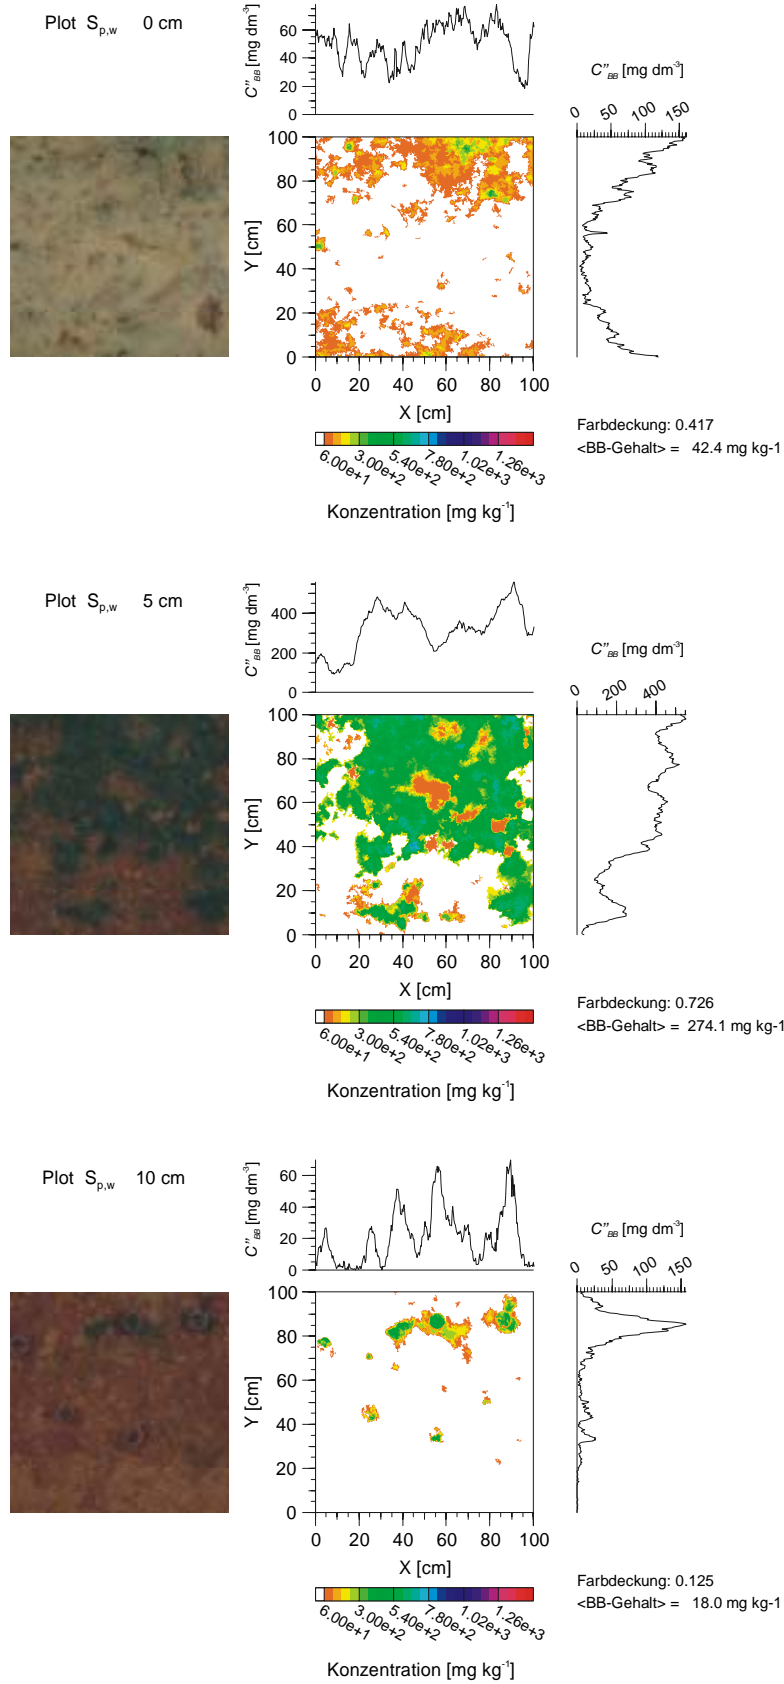 Plot S_p,w 0 cm
C"_BB [mg dm⁻³]
60
40
20
0
C"_BB [mg dm⁻³]
0 50 100 150
Y [cm]
100
80
60
40
20
0
0 20 40 60 80 100
X [cm]
6.00e+1 3.00e+2 5.40e+2 7.80e+2 1.02e+3 1.26e+3
Konzentration [mg kg⁻¹]
Farbdeckung: 0.417
<BB-Gehalt> = 42.4 mg kg-1
Plot S_p,w 5 cm
C"_BB [mg dm⁻³]
400
200
0
C"_BB [mg dm⁻³]
0 200 400
Y [cm]
100
80
60
40
20
0
0 20 40 60 80 100
X [cm]
6.00e+1 3.00e+2 5.40e+2 7.80e+2 1.02e+3 1.26e+3
Konzentration [mg kg⁻¹]
Farbdeckung: 0.726
<BB-Gehalt> = 274.1 mg kg-1
Plot S_p,w 10 cm
C"_BB [mg dm⁻³]
60
40
20
0
C"_BB [mg dm⁻³]
0 50 100 150
Y [cm]
100
80
60
40
20
0
0 20 40 60 80 100
X [cm]
6.00e+1 3.00e+2 5.40e+2 7.80e+2 1.02e+3 1.26e+3
Konzentration [mg kg⁻¹]
Farbdeckung: 0.125
<BB-Gehalt> = 18.0 mg kg-1